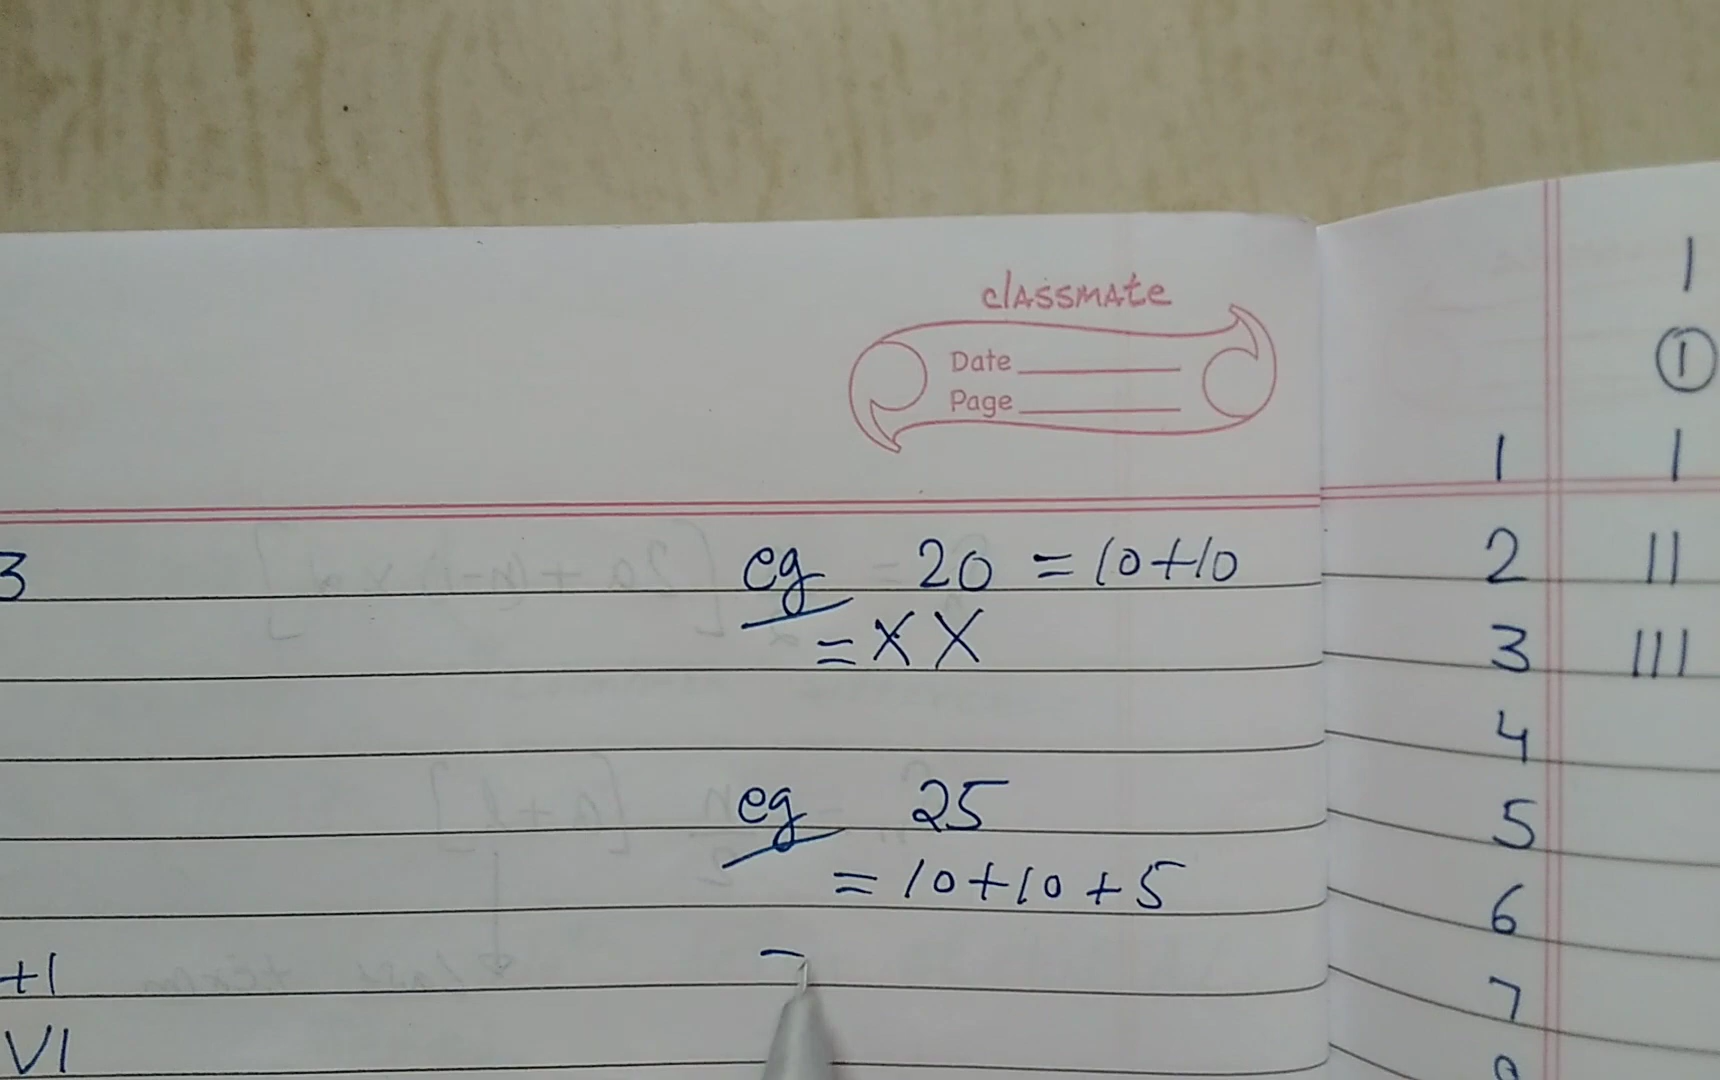 classmate
Date
Page
3
eg 20 = 10+10
= X X
eg 25
= 10+10+5
+1
VI
1
①
1 1
2 11
3 111
4
5
6
7